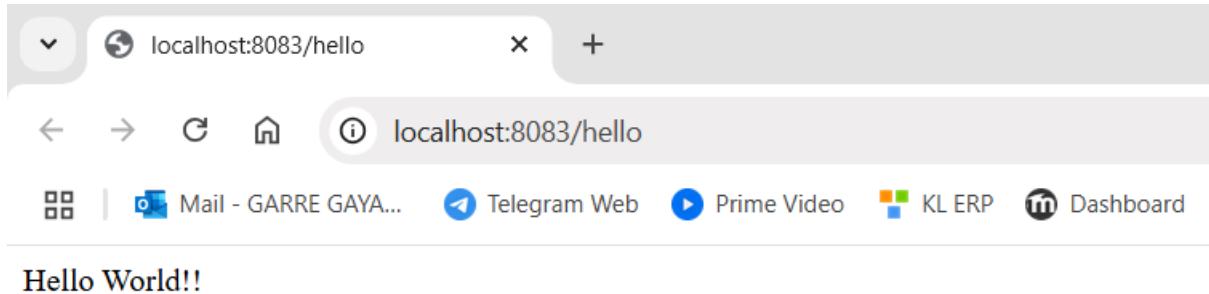 localhost:8083/hello
localhost:8083/hello
Mail - GARRE GAYA... Telegram Web Prime Video KL ERP Dashboard
Hello World!!